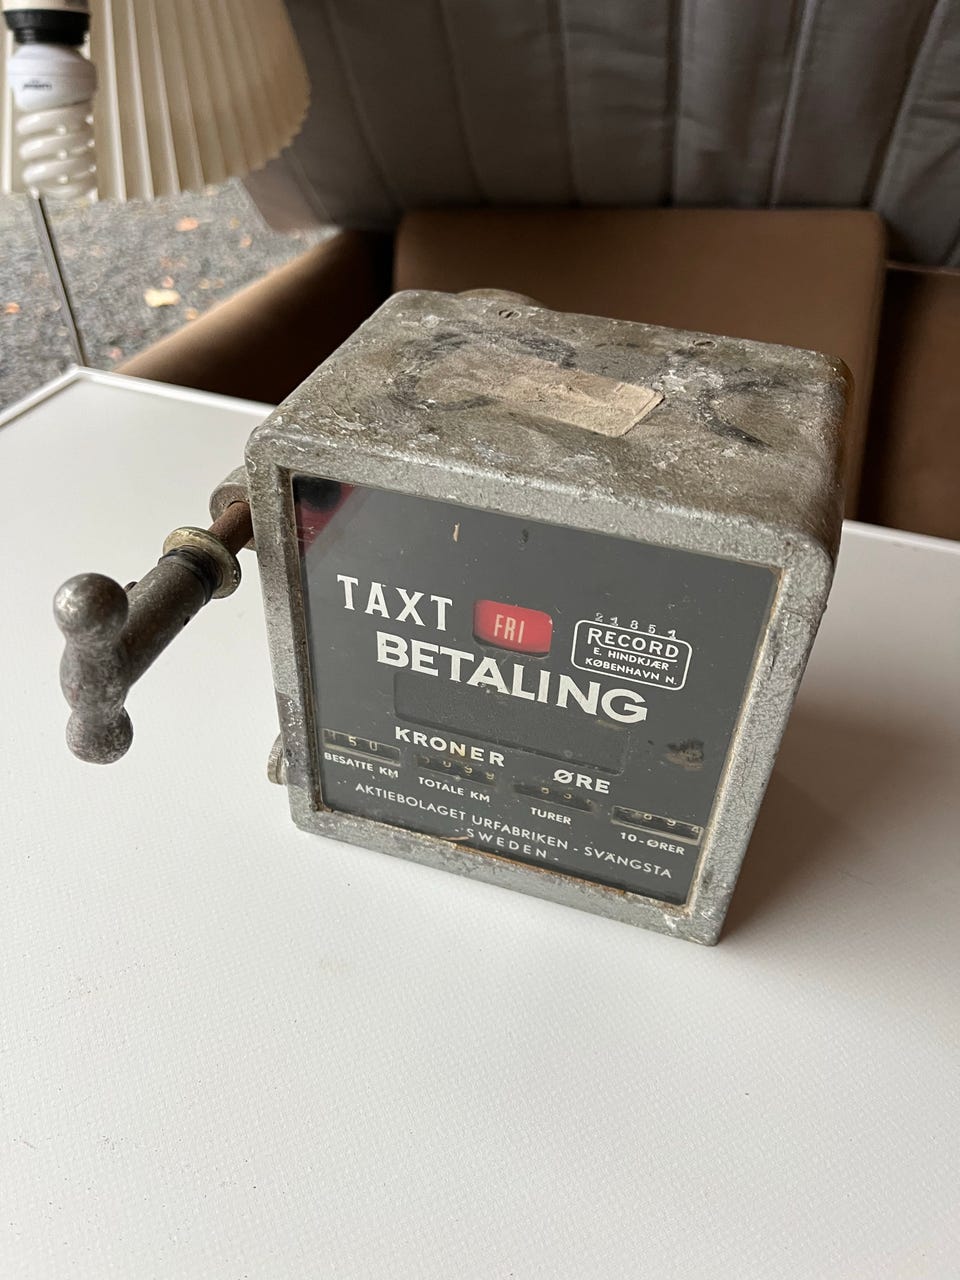 TAXT
FRI
21851
RECORD
E. HINDKJÆR
KØBENHAVN N.
BETALING
KRONER
ØRE
BESATTE KM
TOTALE KM
TURER
10-ØRER
AKTIEBOLAGET URFABRIKEN - SVÄNGSTA
- SWEDEN -